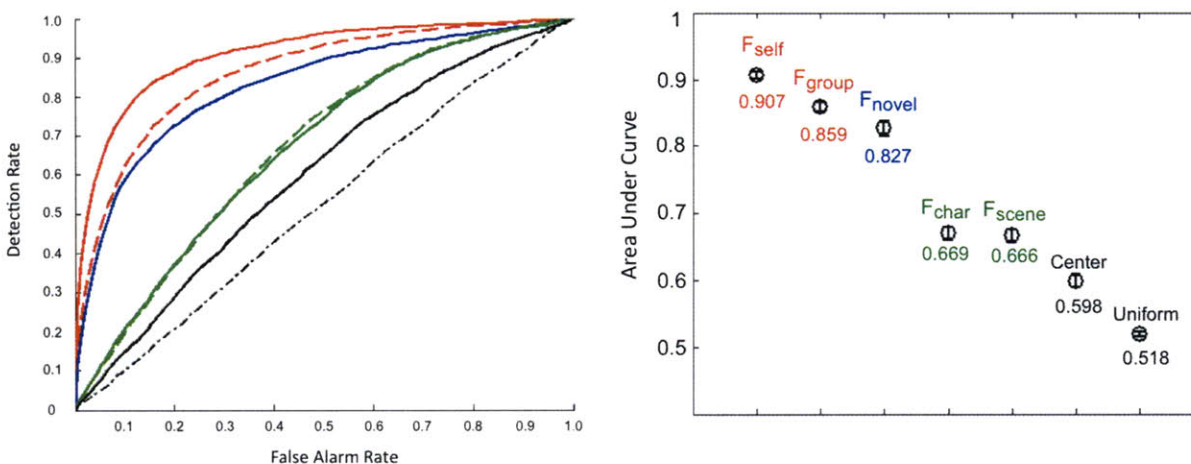 1.0
0.9
0.8
0.7
0.6
0.5
0.4
0.3
0.2
0.1
0
Detection Rate
0.1 0.2 0.3 0.4 0.5 0.6 0.7 0.8 0.9 1.0
False Alarm Rate
1
0.9
0.8
0.7
0.6
0.5
Area Under Curve
Fself
0.907
Fgroup
0.859
Fnovel
0.827
Fchar
0.669
Fscene
0.666
Center
0.598
Uniform
0.518